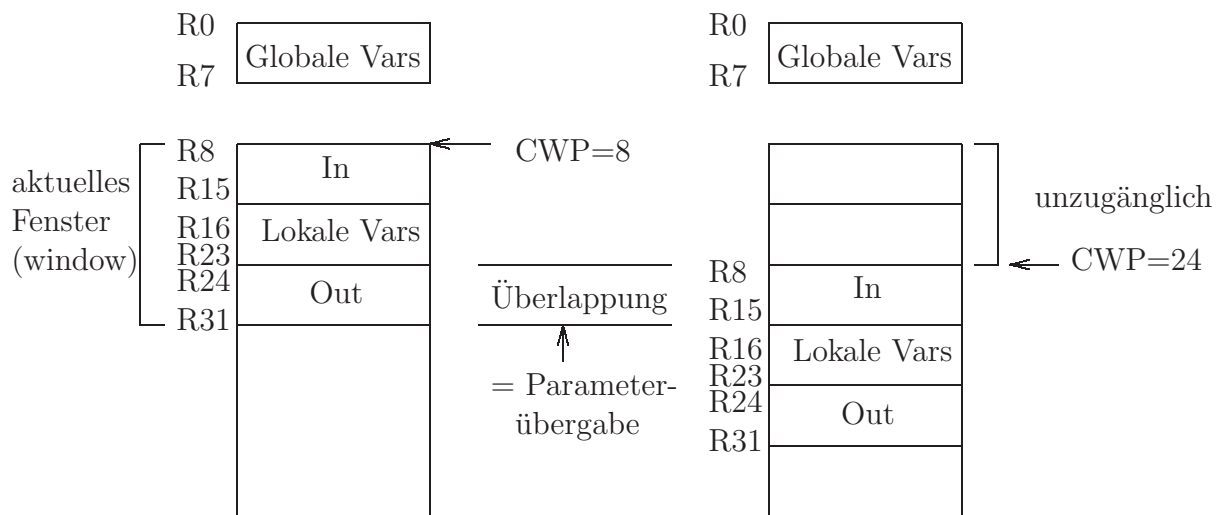 R0
Globale Vars
R7
R8
CWP=8
In
aktuelles
R15
Fenster
R16
Lokale Vars
(window)
R23
R24
Out
R31
Überlappung
= Parameter-
übergabe
R0
Globale Vars
R7
unzugänglich
CWP=24
R8
In
R15
R16
Lokale Vars
R23
R24
Out
R31